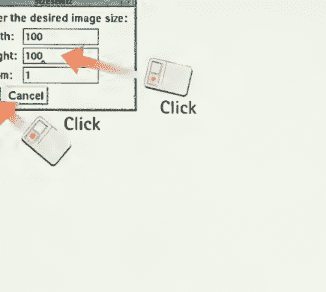 er the desired image size:
th: 100
ght: 100
m: 1
Cancel
Click
Click